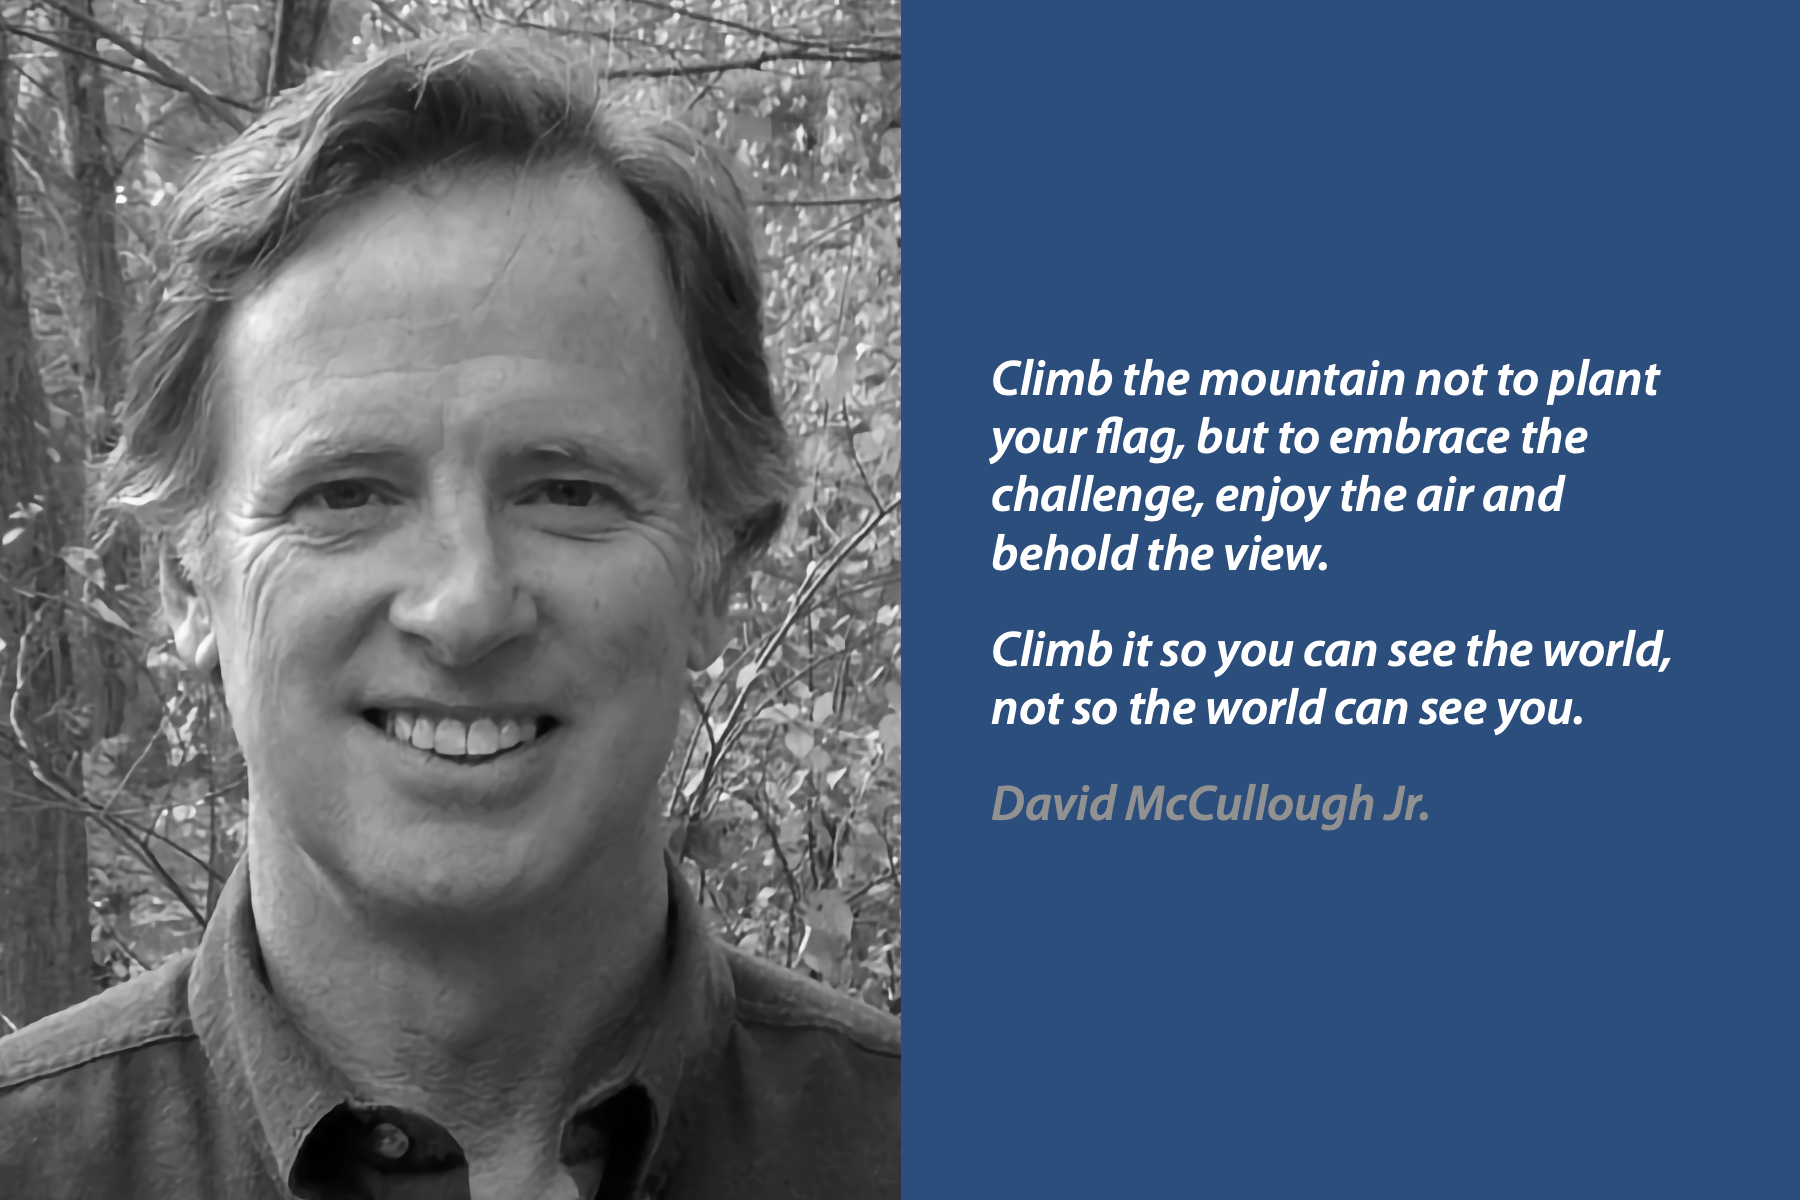 Climb the mountain not to plant
your flag, but to embrace the
challenge, enjoy the air and
behold the view.
Climb it so you can see the world,
not so the world can see you.
David McCullough Jr.